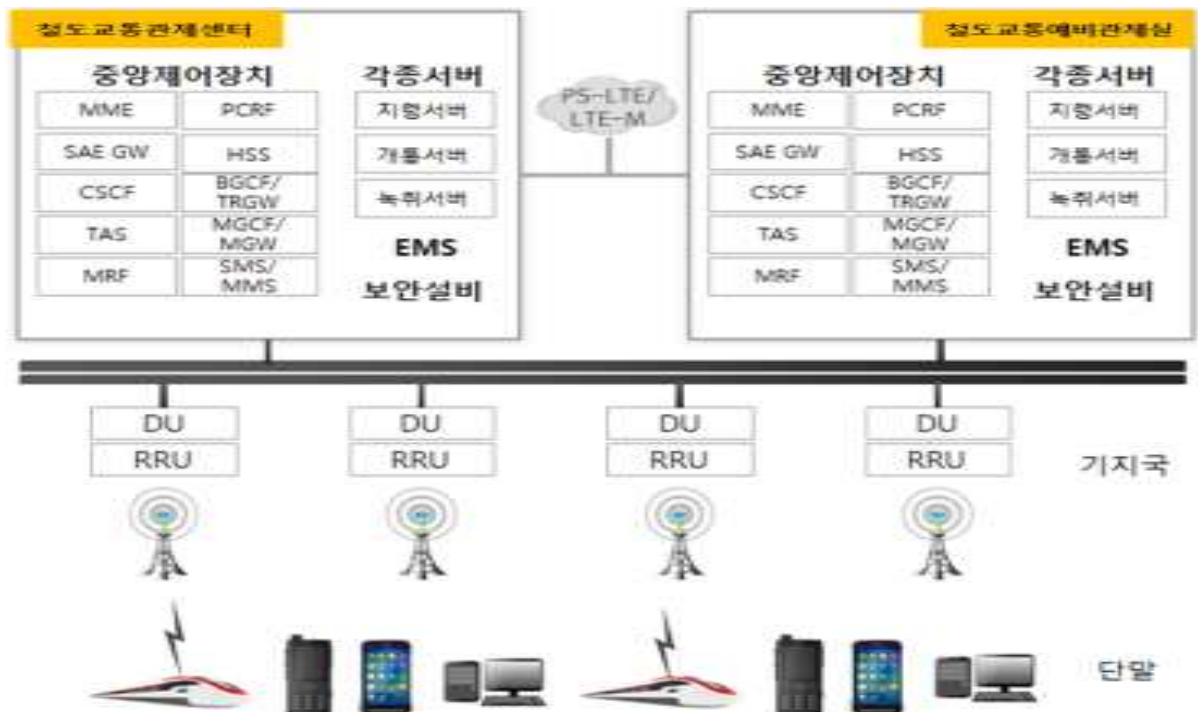 철도교통관제센터
중앙제어장치 각종서버
MME PCRF 지령서버
SAE GW HSS 개통서버
CSCF BGCF/
TRGW 녹취서버
TAS MGCF/
MGW EMS
MRF SMS/
MMS 보안설비
PS-LTE/
LTE-M
철도교통예비관제실
중앙제어장치 각종서버
MME PCRF 지령서버
SAE GW HSS 개통서버
CSCF BGCF/
TRGW 녹취서버
TAS MGCF/
MGW EMS
MRF SMS/
MMS 보안설비
DU DU DU DU
RRU RRU RRU RRU 기지국
단말